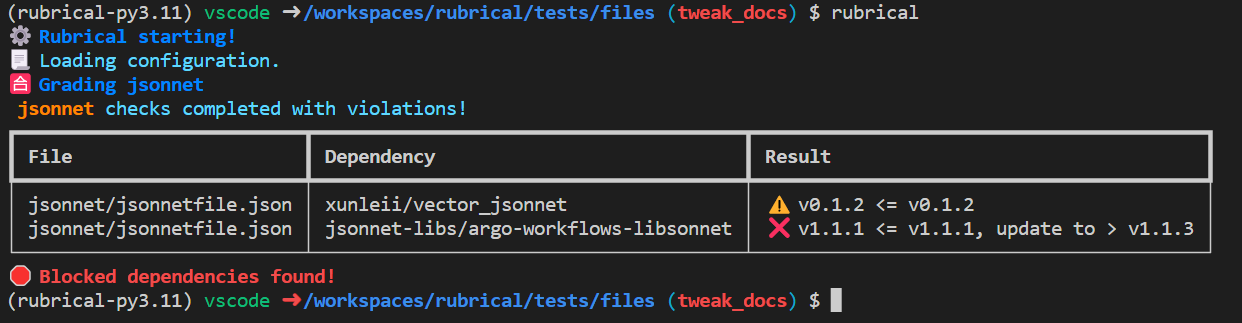 (rubrical-py3.11) vscode ➜/workspaces/rubrical/tests/files (tweak_docs) $ rubrical
⚙️ Rubrical starting!
📃 Loading configuration.
🈴 Grading jsonnet
jsonnet checks completed with violations!
File Dependency Result
jsonnet/jsonnetfile.json xunleii/vector_jsonnet ⚠️ v0.1.2 <= v0.1.2
jsonnet/jsonnetfile.json jsonnet-libs/argo-workflows-libsonnet ❌ v1.1.1 <= v1.1.1, update to > v1.1.3
🛑 Blocked dependencies found!
(rubrical-py3.11) vscode ➜/workspaces/rubrical/tests/files (tweak_docs) $